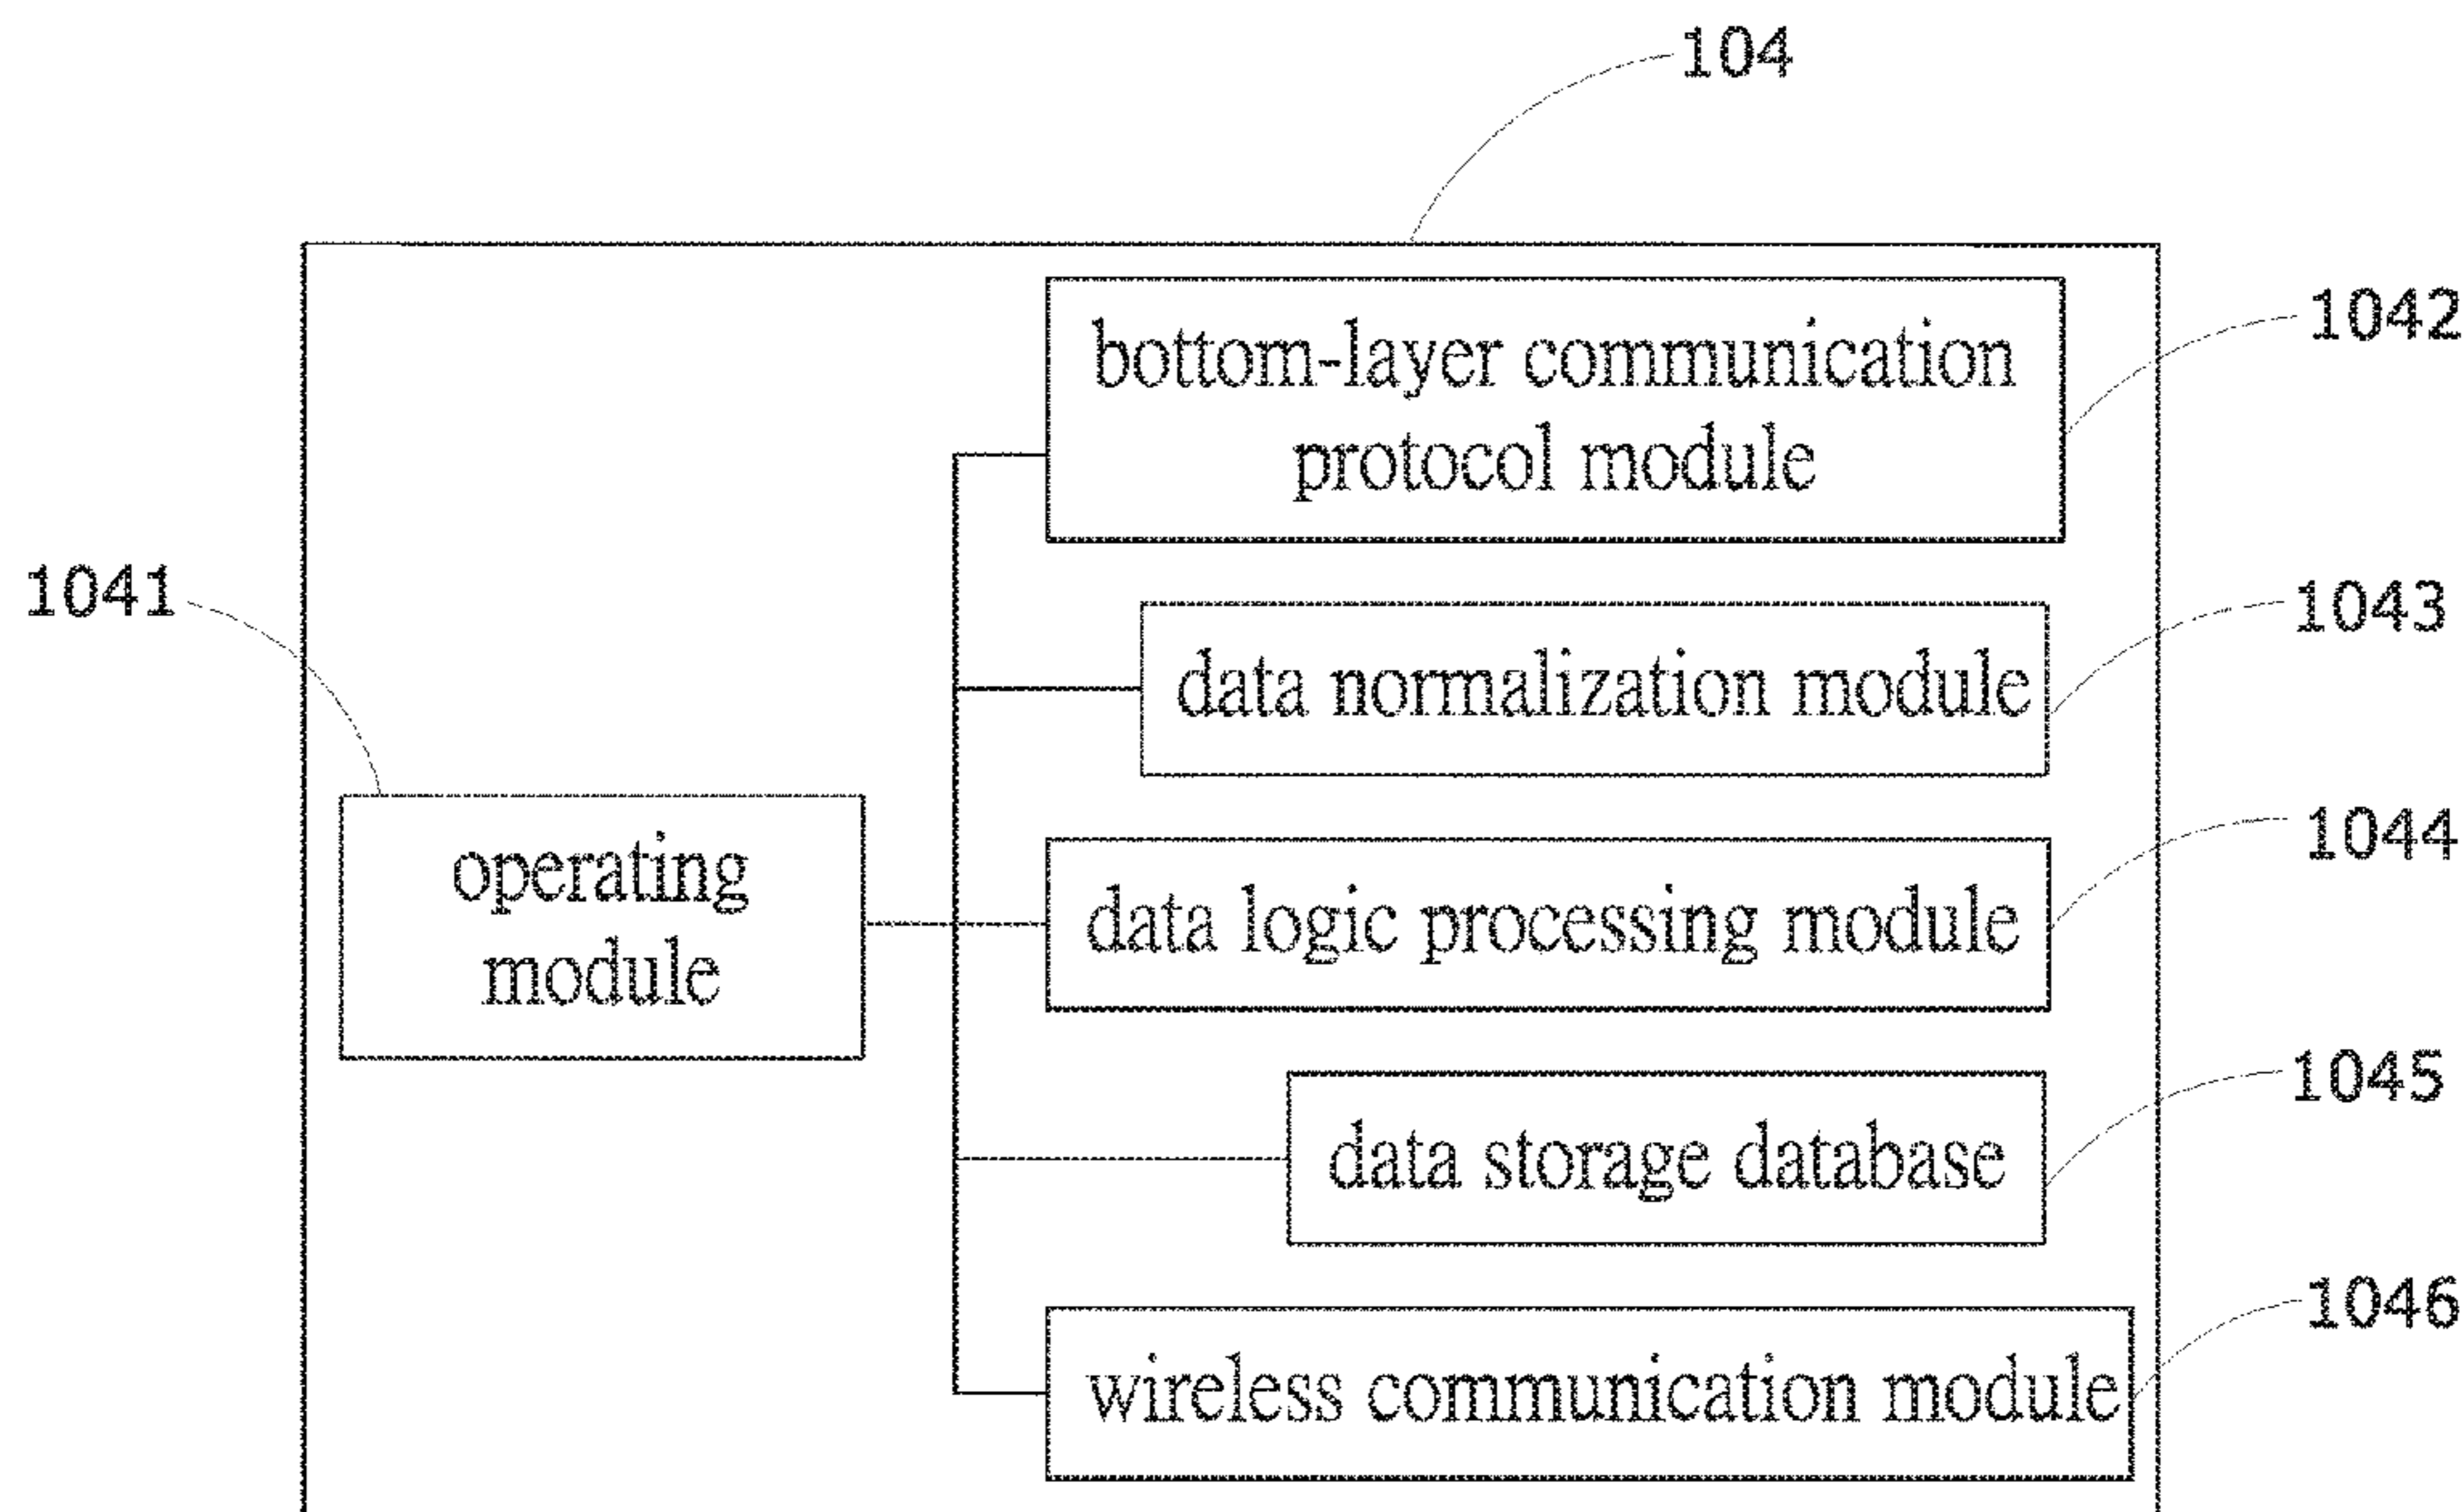 104
bottom-layer communication
protocol module
1042
1041
data normalization module
1043
operating
module
data logic processing module
1044
data storage database
1045
wireless communication module
1046